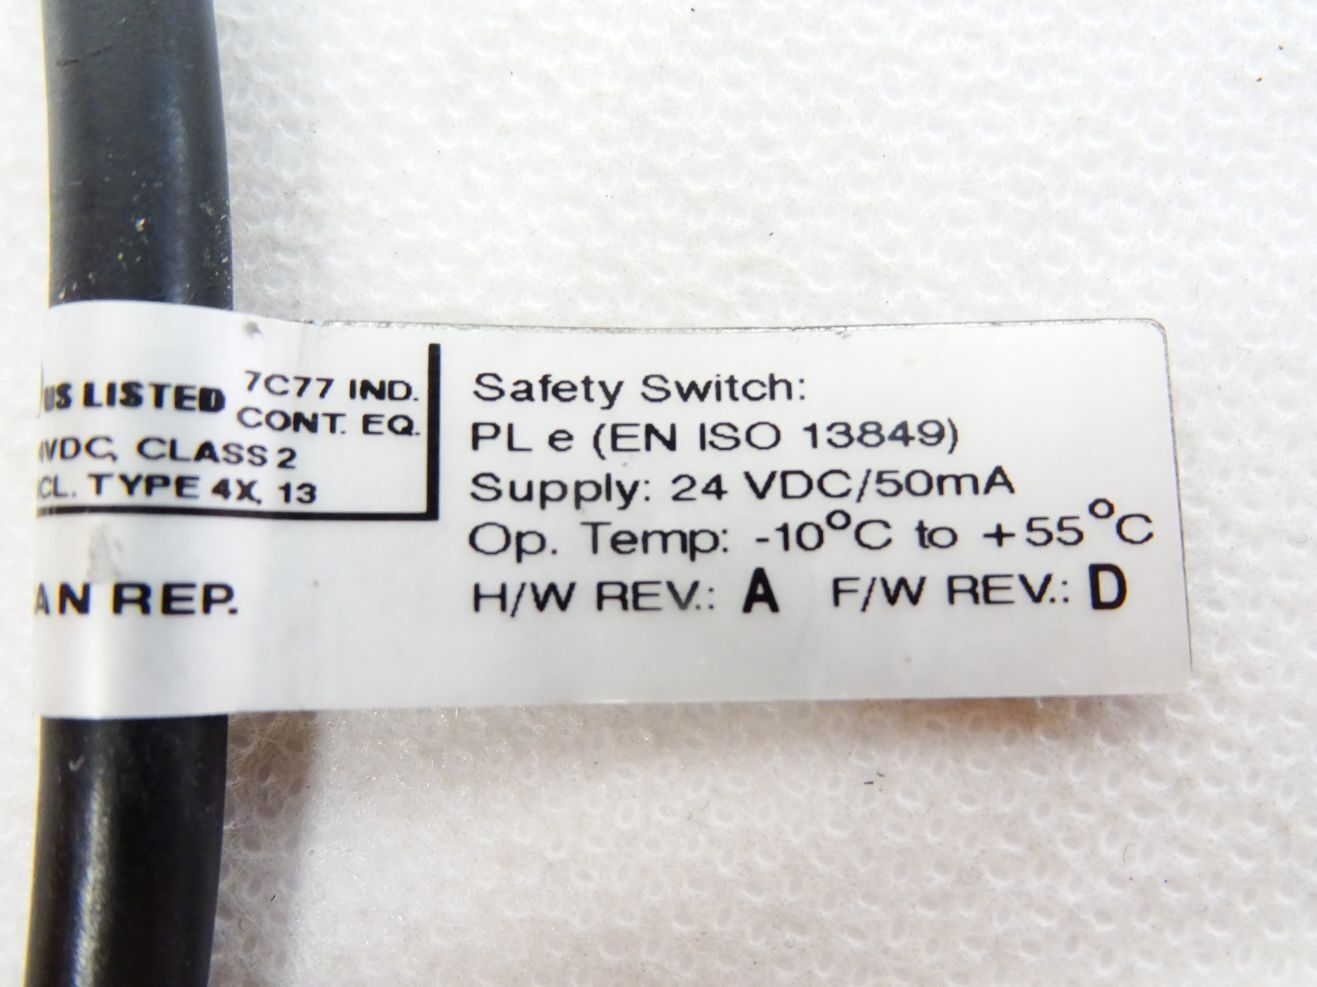 US LISTED 7C77 IND.
CONT. EQ.
VDC, CLASS 2
CL. TYPE 4X, 13
AN REP.
Safety Switch:
PL e (EN ISO 13849)
Supply: 24 VDC/50mA
Op. Temp: -10°C to +55°C
H/W REV.: A F/W REV.: D